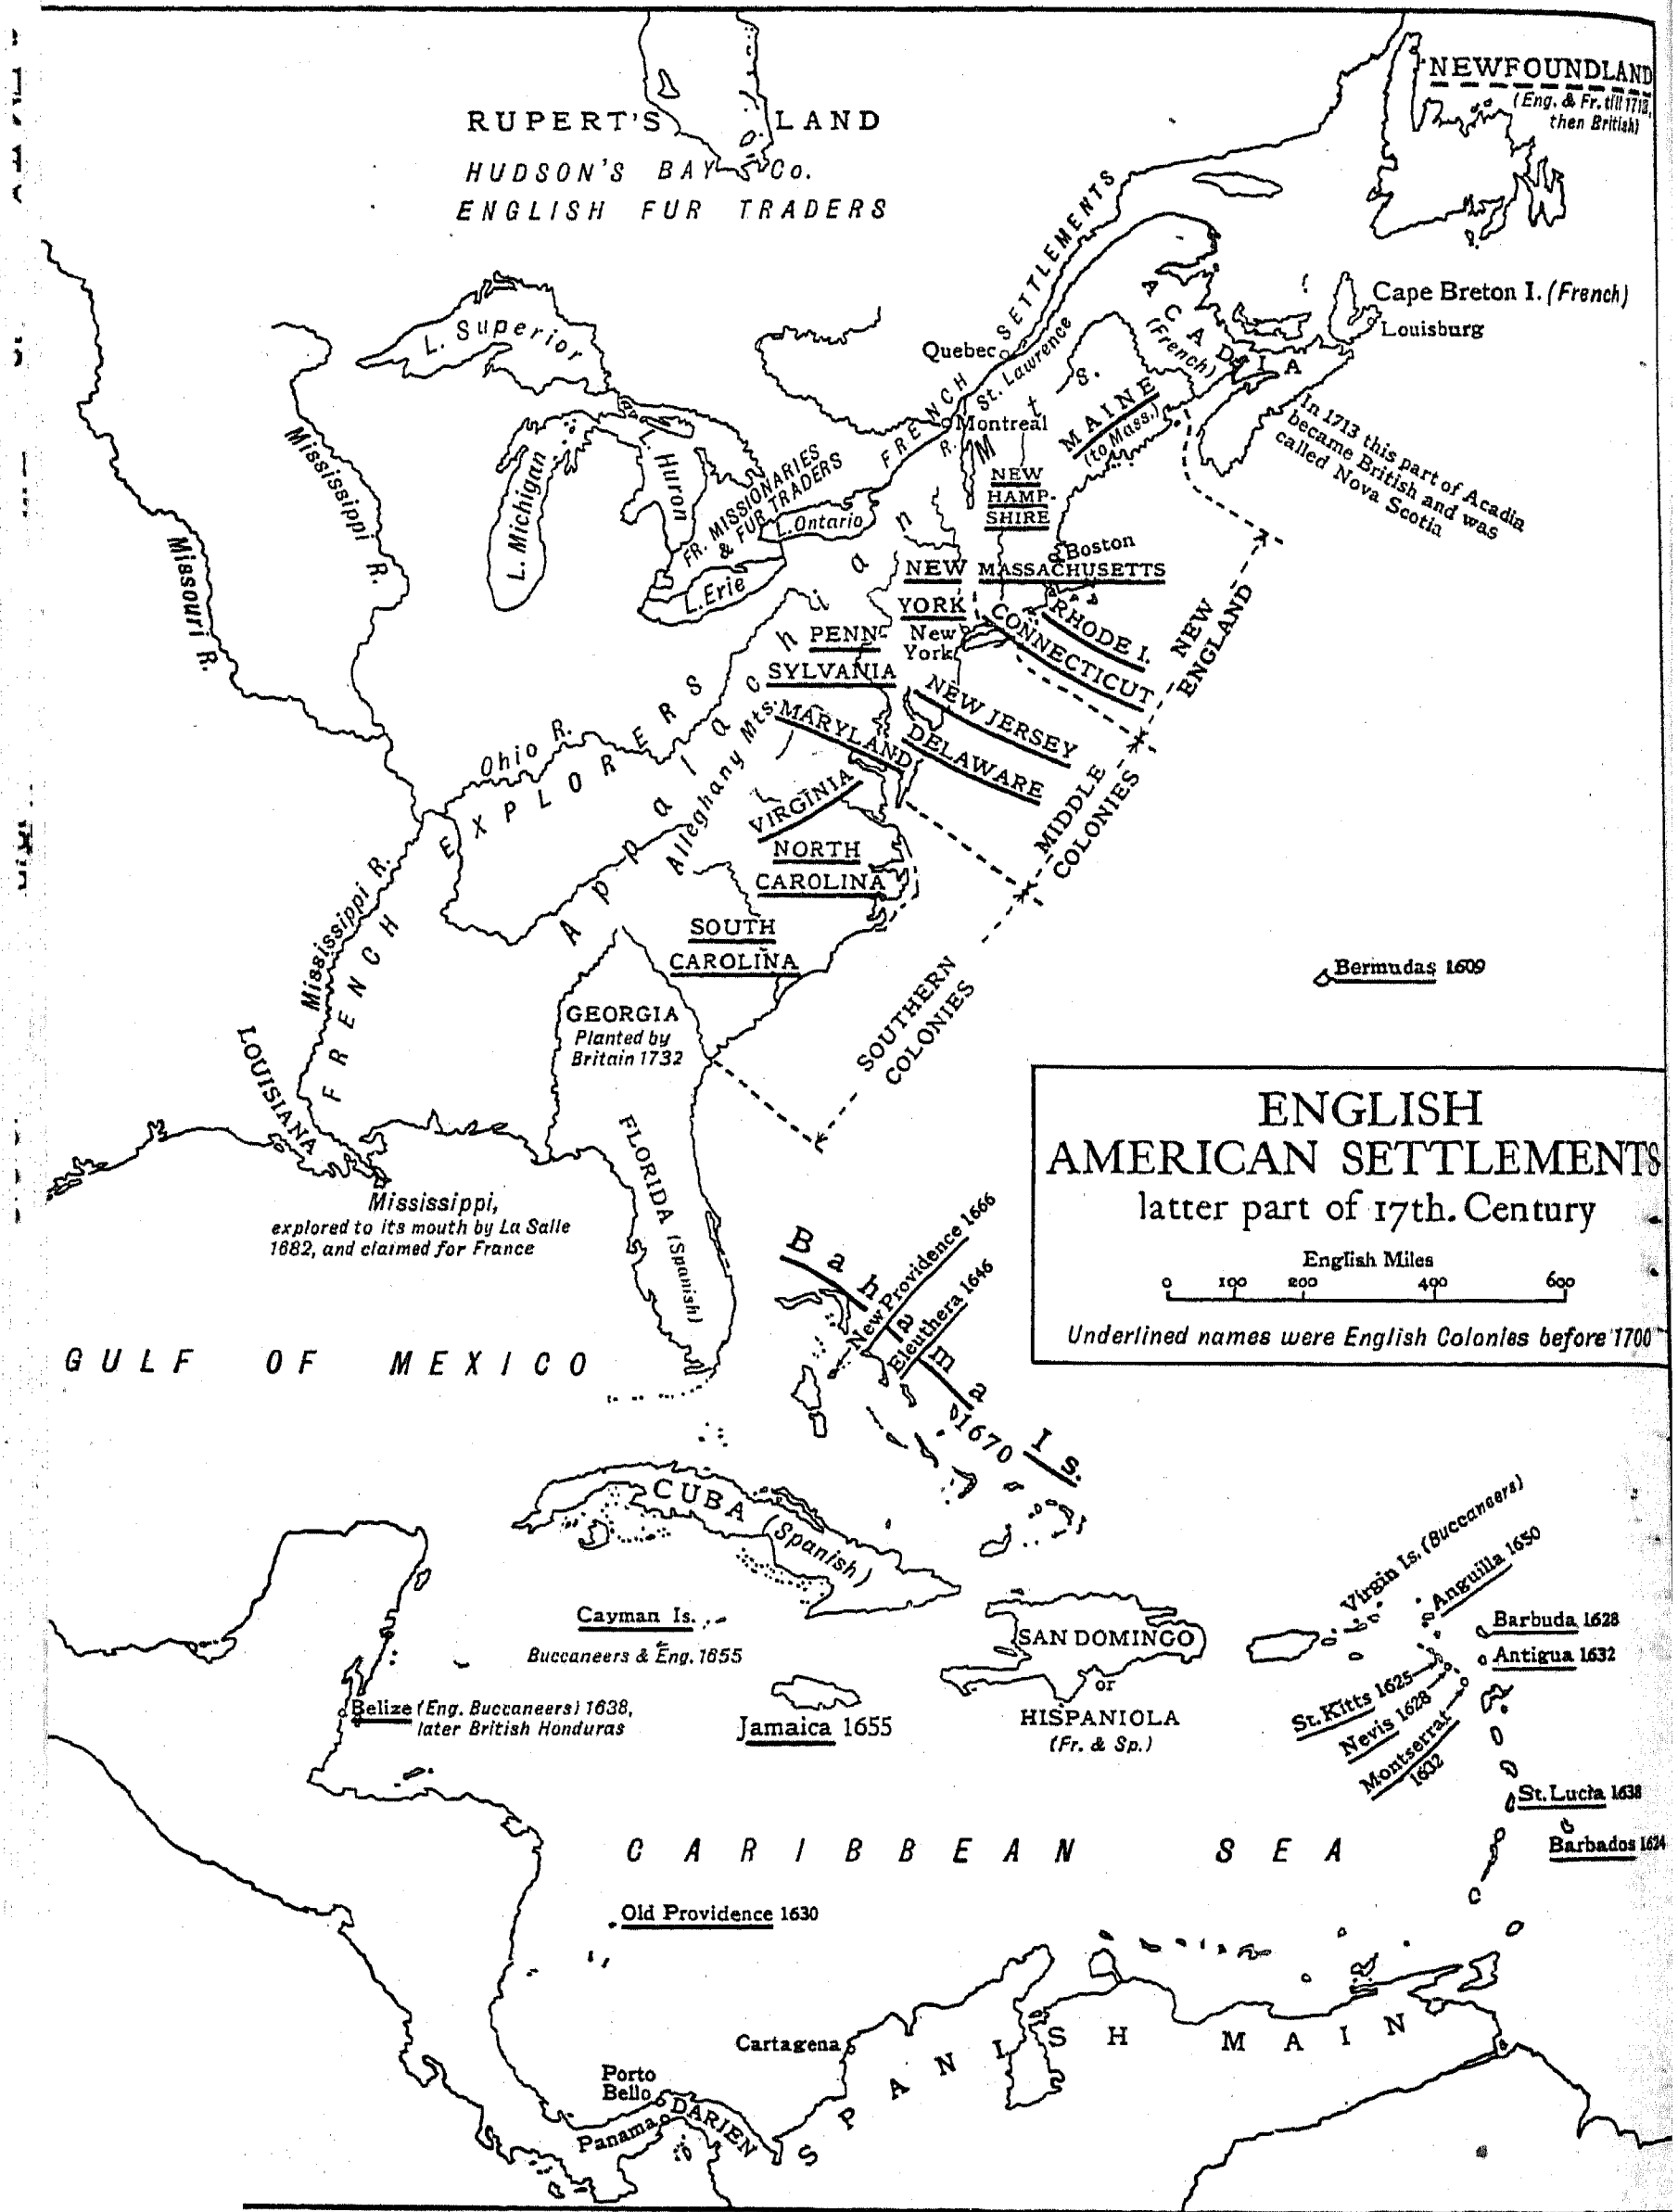 NEWFOUNDLAND
(Eng. & Fr. till 1713,
then British)
RUPERT'S LAND
HUDSON'S BAY Co.
ENGLISH FUR TRADERS
FRENCH SETTLEMENTS
Cape Breton I. (French)
Louisburg
ACADIA
(French)
In 1713 this part of Acadia
became British and was
called Nova Scotia
Quebec
St. Lawrence
R.
Montreal
MAINE
(to Mass.)
L. Superior
L. Michigan
L. Huron
L. Ontario
L. Erie
FR. MISSIONARIES
& FUR TRADERS
Mississippi R.
Missouri R.
NEW
HAMP-
SHIRE
Boston
MASSACHUSETTS
NEW
YORK
New
York
RHODE I.
CONNECTICUT
NEW
ENGLAND
PENN
SYLVANIA
NEW JERSEY
MARYLAND
DELAWARE
VIRGINIA
MIDDLE
COLONIES
Appalachian Mts.
Alleghany Mts.
Ohio R.
FRENCH EXPLORERS
Mississippi R.
NORTH
CAROLINA
SOUTH
CAROLINA
SOUTHERN
COLONIES
GEORGIA
Planted by
Britain 1732
LOUISIANA
FLORIDA (Spanish)
Mississippi,
explored to its mouth by La Salle
1682, and claimed for France
Bermudas 1609
ENGLISH
AMERICAN SETTLEMENTS
latter part of 17th. Century
English Miles
0 100 200 400 600
Underlined names were English Colonies before 1700
GULF OF MEXICO
Bahama Is.
1670
New Providence 1666
Eleuthera 1646
CUBA
(Spanish)
Cayman Is.
Buccaneers & Eng. 1655
Belize (Eng. Buccaneers) 1638,
later British Honduras
Jamaica 1655
SAN DOMINGO
or
HISPANIOLA
(Fr. & Sp.)
Virgin Is. (Buccaneers)
Anguilla 1650
Barbuda 1628
Antigua 1632
St. Kitts 1625
Nevis 1628
Montserrat
1632
St. Lucia 1638
Barbados 1624
CARIBBEAN SEA
Old Providence 1630
Cartagena
Porto
Bello
Panama
DARIEN
SPANISH MAIN